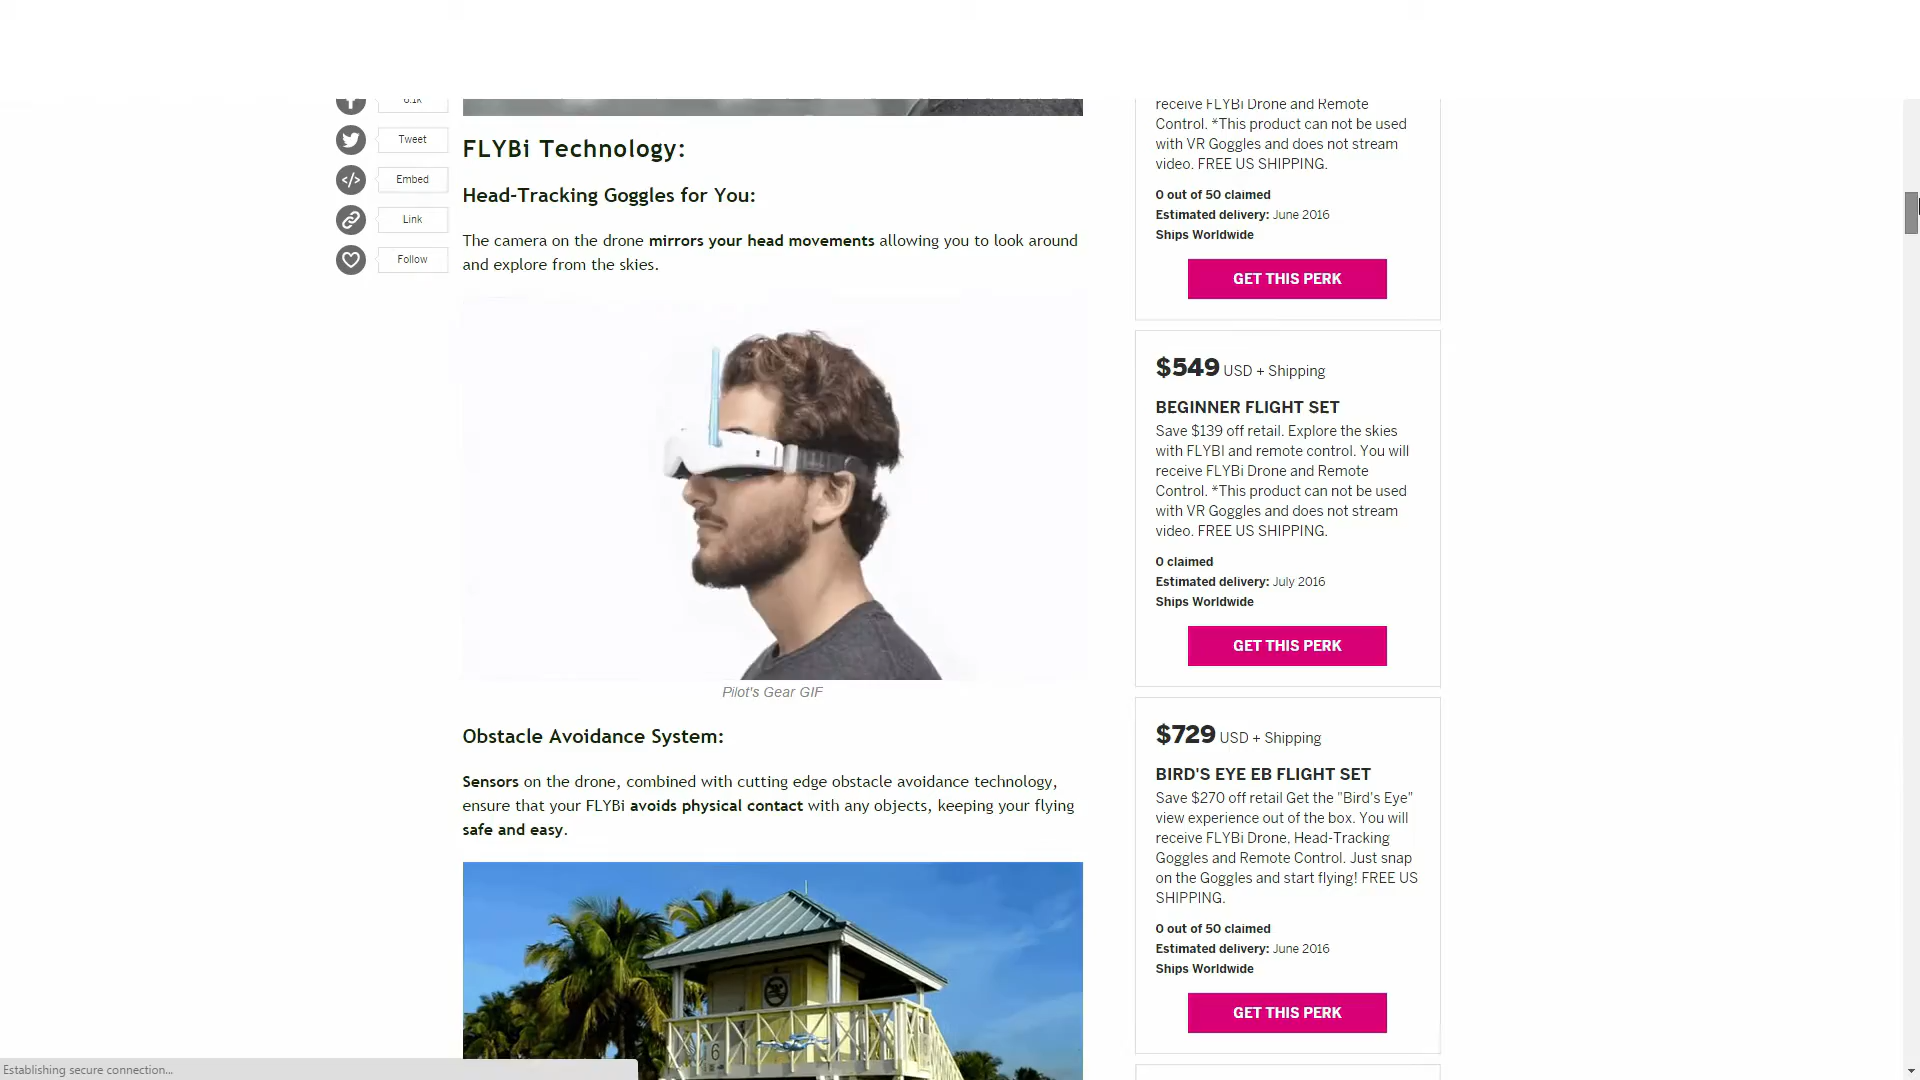 6.1k
Tweet
Embed
Link
Follow
FLYBi Technology:
Head-Tracking Goggles for You:
The camera on the drone mirrors your head movements allowing you to look around
and explore from the skies.
Pilot's Gear GIF
Obstacle Avoidance System:
Sensors on the drone, combined with cutting edge obstacle avoidance technology,
ensure that your FLYBi avoids physical contact with any objects, keeping your flying
safe and easy.
6
receive FLYBi Drone and Remote
Control. *This product can not be used
with VR Goggles and does not stream
video. FREE US SHIPPING.
0 out of 50 claimed
Estimated delivery: June 2016
Ships Worldwide
GET THIS PERK
$549 USD + Shipping
BEGINNER FLIGHT SET
Save $139 off retail. Explore the skies
with FLYBI and remote control. You will
receive FLYBi Drone and Remote
Control. *This product can not be used
with VR Goggles and does not stream
video. FREE US SHIPPING.
0 claimed
Estimated delivery: July 2016
Ships Worldwide
GET THIS PERK
$729 USD + Shipping
BIRD'S EYE EB FLIGHT SET
Save $270 off retail Get the "Bird's Eye"
view experience out of the box. You will
receive FLYBi Drone, Head-Tracking
Goggles and Remote Control. Just snap
on the Goggles and start flying! FREE US
SHIPPING.
0 out of 50 claimed
Estimated delivery: June 2016
Ships Worldwide
GET THIS PERK
Establishing secure connection...